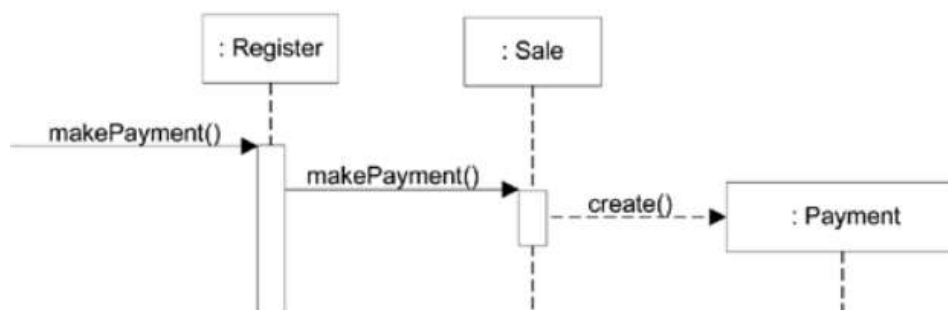 : Register
: Sale
makePayment()
makePayment()
create()
: Payment